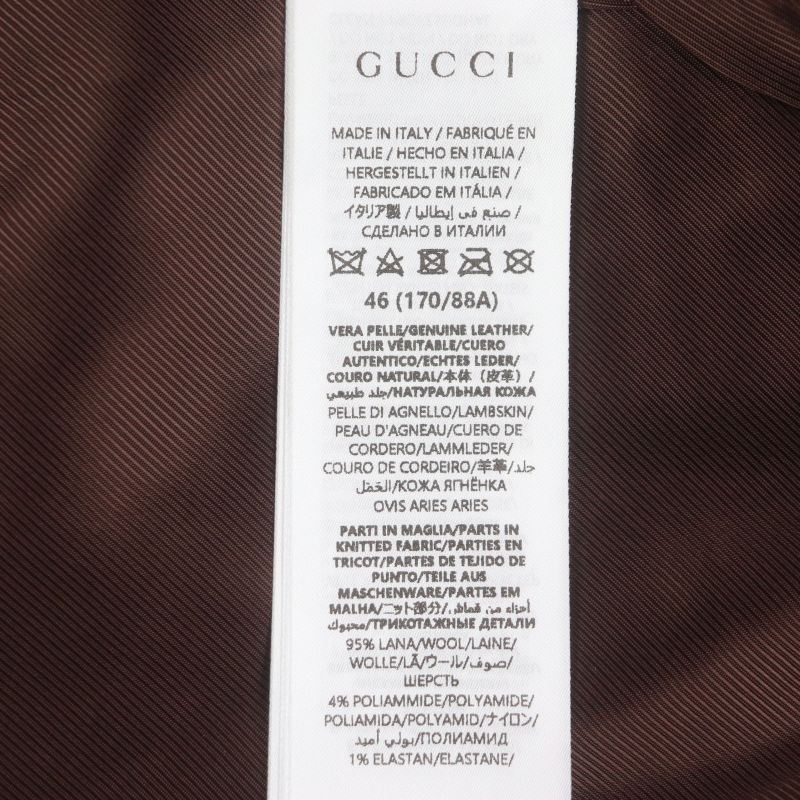 GUCCI
MADE IN ITALY / FABRIQUÉ EN
ITALIE / HECHO EN ITALIA /
HERGESTELLT IN ITALIEN /
FABRICADO EM ITÁLIA /
イタリア製 / صنع في إيطاليا /
СДЕЛАНО В ИТАЛИИ
46 (170/88A)
VERA PELLE/GENUINE LEATHER/
CUIR VÉRITABLE/CUERO
AUTENTICO/ECHTES LEDER/
COURO NATURAL/本体（皮革）/
جلد طبيعي/НАТУРАЛЬНАЯ КОЖА
PELLE DI AGNELLO/LAMBSKIN/
PEAU D'AGNEAU/CUERO DE
CORDERO/LAMMLEDER/
COURO DE CORDEIRO/羊革/جلد
الحَمَل/КОЖА ЯГНЁНКА
OVIS ARIES ARIES
PARTI IN MAGLIA/PARTS IN
KNITTED FABRIC/PARTIES EN
TRICOT/PARTES DE TEJIDO DE
PUNTO/TEILE AUS
MASCHENWARE/PARTES EM
MALHA/ニット部分/أجزاء من قماش
محبوك/ТРИКОТАЖНЫЕ ДЕТАЛИ
95% LANA/WOOL/LAINE/
WOLLE/LÃ/ウール/صوف/
ШЕРСТЬ
4% POLIAMMIDE/POLYAMIDE/
POLIAMIDA/POLYAMID/ナイロン/
بولي أميد/ПОЛИАМИД
1% ELASTAN/ELASTANE/